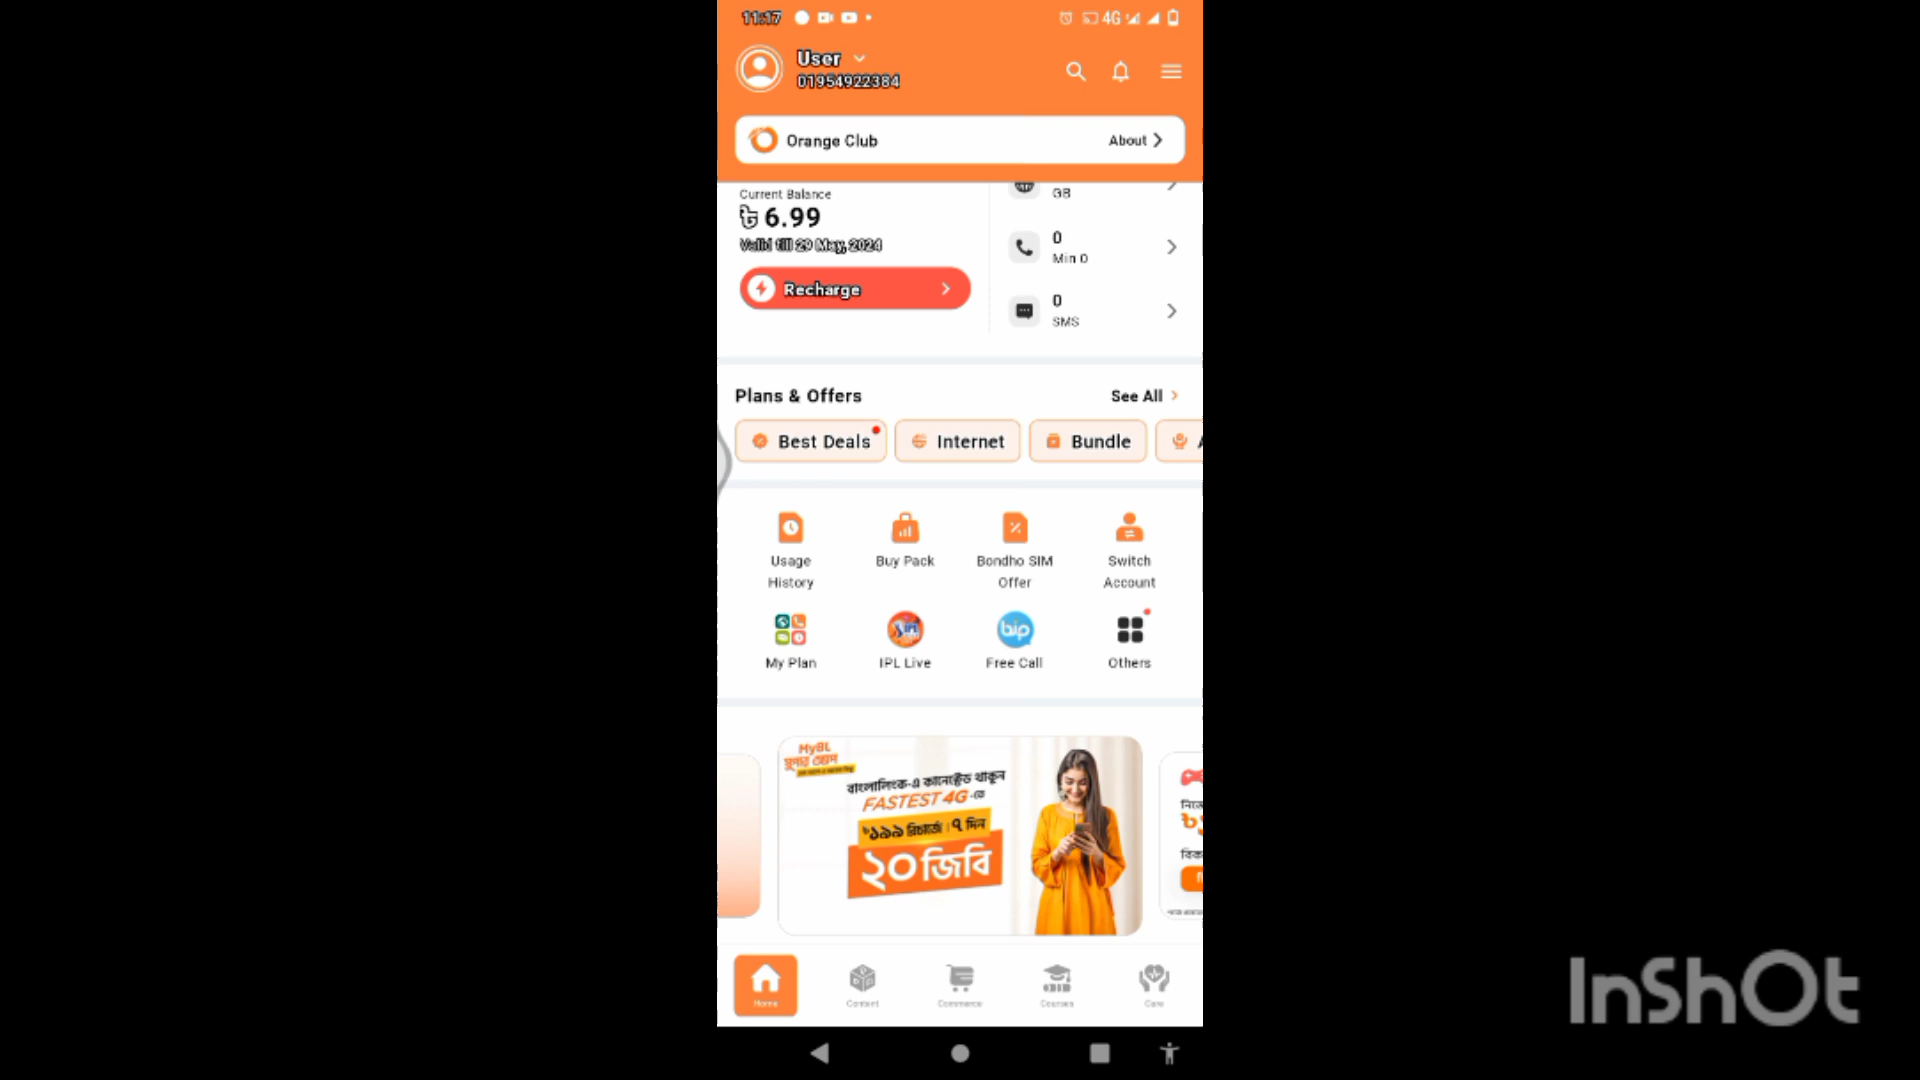 11:17
4G
User
01954922384
Orange Club
About
Current Balance
৳ 6.99
Valid till 29 May, 2024
Recharge
GB
0
Min 0
0
SMS
Plans & Offers
See All
Best Deals
Internet
Bundle
A
Usage
History
Buy Pack
Bondho SIM
Offer
Switch
Account
My Plan
IPL Live
bip
Free Call
Others
MyBL
সুপার অ্যাপ
বাংলালিংক-এ কানেক্টেড থাকুন
FASTEST 4G-তে
৳১৯৯ রিচার্জে | ৭ দিন
২০ জিবি
Home
Content
Commerce
Courses
Care
InShOt